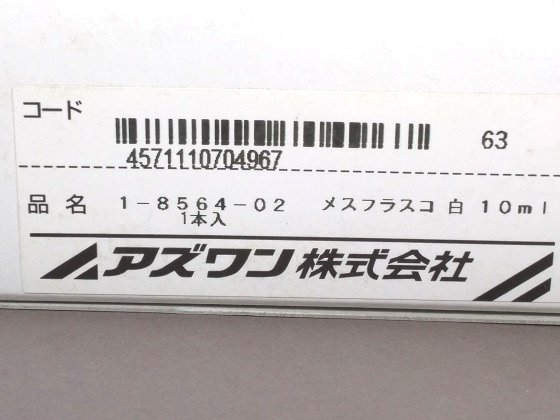 コード
63
4571110704967
品名 1-8564-02 メスフラスコ 白 10ml
1本入
アズワン株式会社